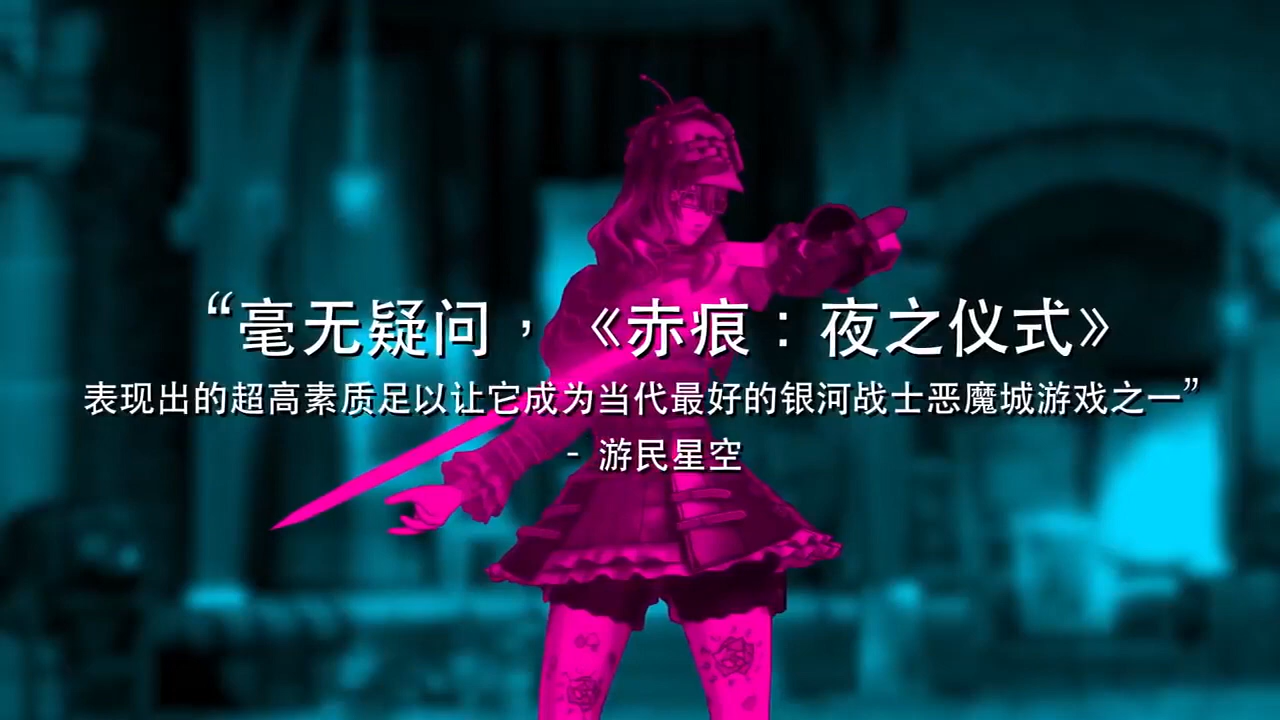 “毫无疑问，《赤痕：夜之仪式》
表现出的超高素质足以让它成为当代最好的银河战士恶魔城游戏之一”
- 游民星空